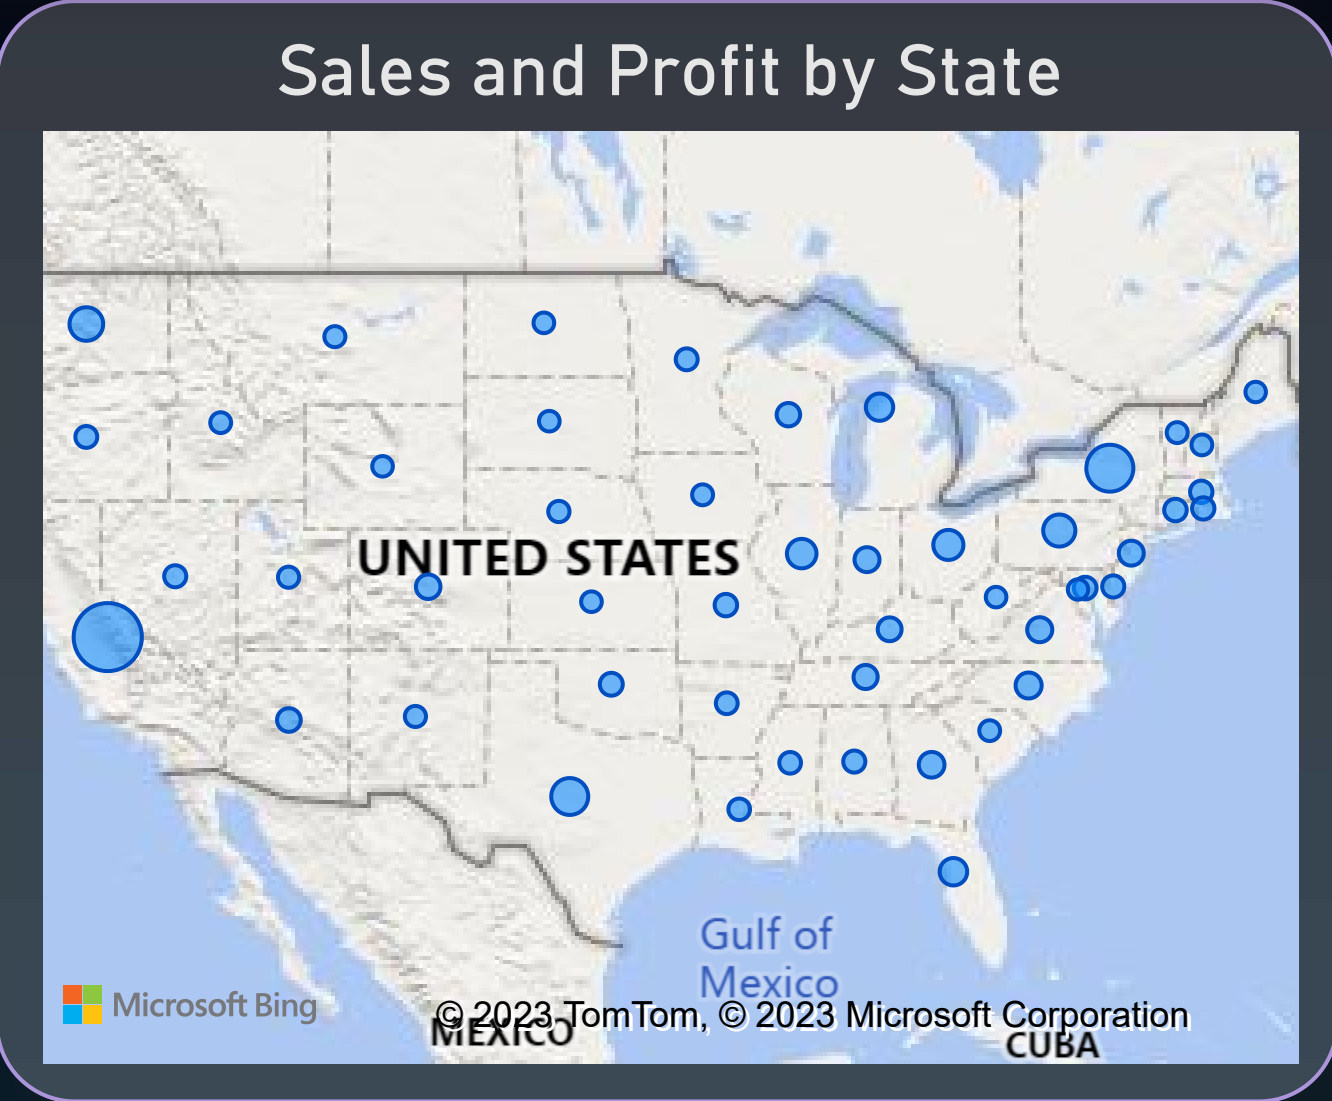 Sales and Profit by State
UNITED STATES
Gulf of
Mexico
Microsoft Bing
© 2023 TomTom, © 2023 Microsoft Corporation
MEXICO
CUBA